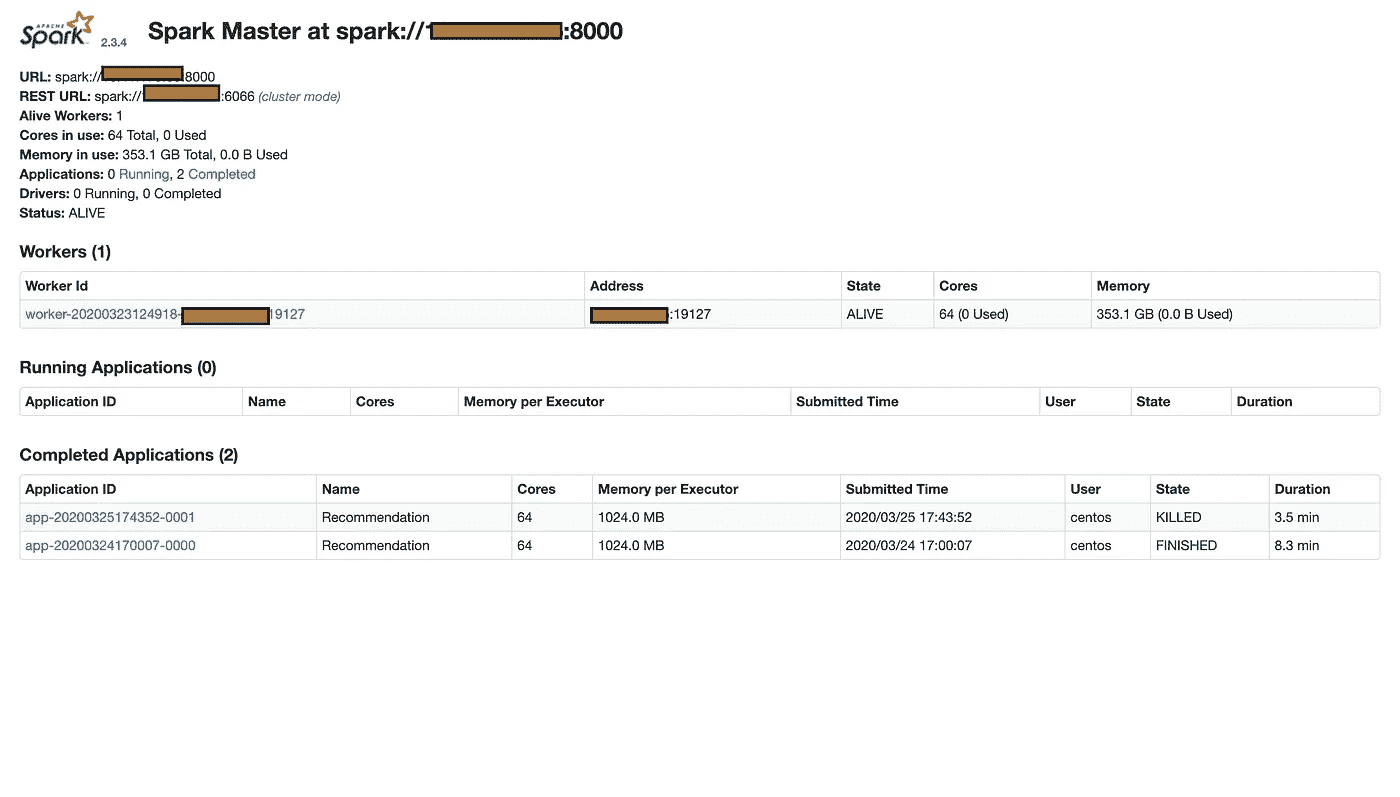 APACHE Spark 2.3.4 Spark Master at spark://1 :8000
URL: spark:// :8000
REST URL: spark:// :6066 (cluster mode)
Alive Workers: 1
Cores in use: 64 Total, 0 Used
Memory in use: 353.1 GB Total, 0.0 B Used
Applications: 0 Running, 2 Completed
Drivers: 0 Running, 0 Completed
Status: ALIVE
Workers (1)
Worker Id Address State Cores Memory
worker-20200323124918- 19127 :19127 ALIVE 64 (0 Used) 353.1 GB (0.0 B Used)
Running Applications (0)
Application ID Name Cores Memory per Executor Submitted Time User State Duration
Completed Applications (2)
Application ID Name Cores Memory per Executor Submitted Time User State Duration
app-20200325174352-0001 Recommendation 64 1024.0 MB 2020/03/25 17:43:52 centos KILLED 3.5 min
app-20200324170007-0000 Recommendation 64 1024.0 MB 2020/03/24 17:00:07 centos FINISHED 8.3 min